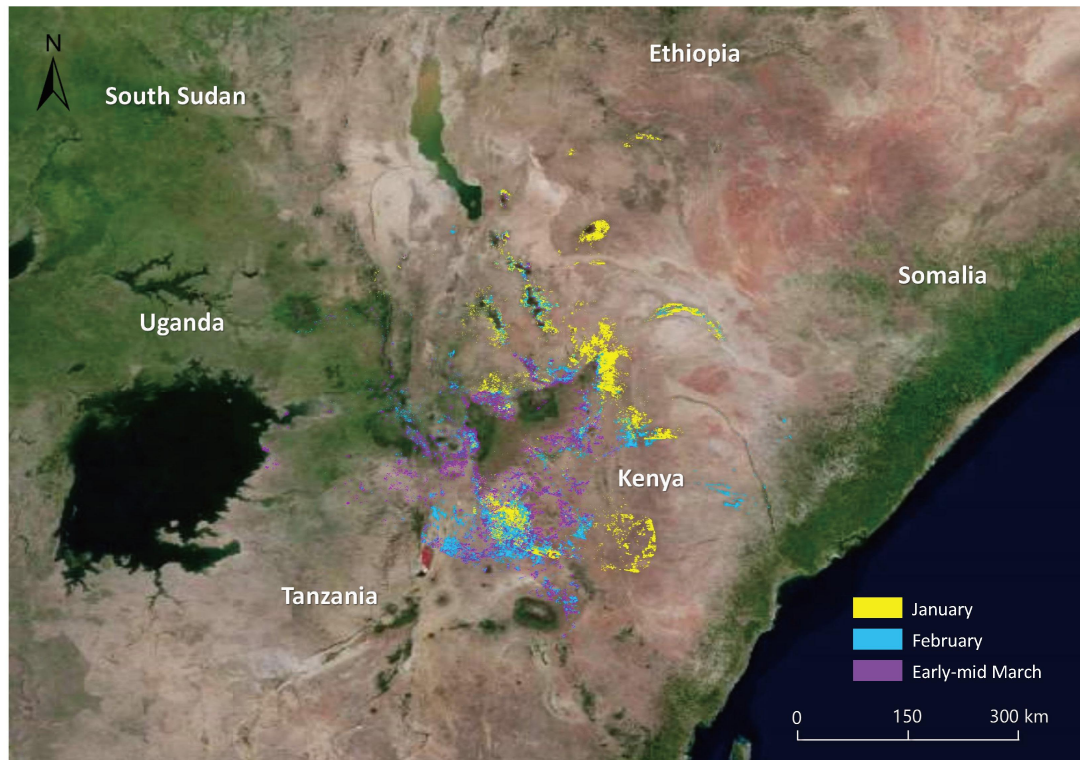 N
Ethiopia
South Sudan
Somalia
Uganda
Kenya
Tanzania
January
February
Early-mid March
0 150 300 km